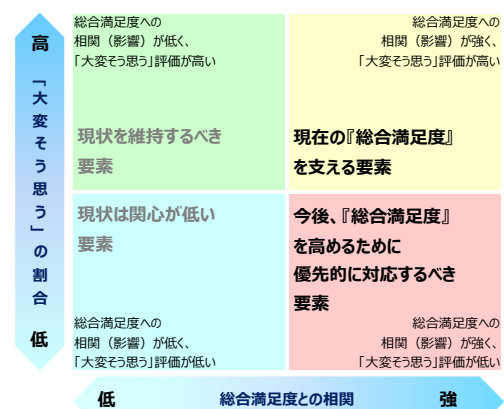 高
「大変そう思う」の割合
低
総合満足度への
相関（影響）が低く、
「大変そう思う」評価が高い
現状を維持するべき
要素
総合満足度への
相関（影響）が強く、
「大変そう思う」評価が高い
現在の『総合満足度』
を支える要素
現状は関心が低い
要素
総合満足度への
相関（影響）が低く、
「大変そう思う」評価が低い
今後、『総合満足度』
を高めるために
優先的に対応するべき
要素
総合満足度への
相関（影響）が強く、
「大変そう思う」評価が低い
低
総合満足度との相関
強